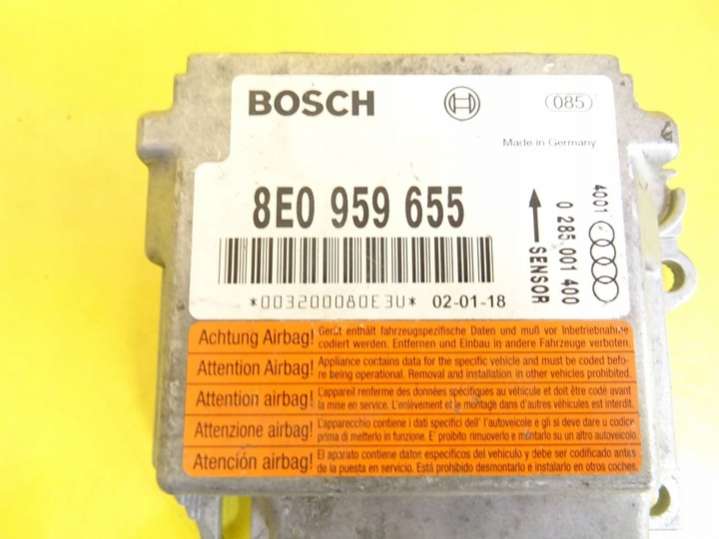 BOSCH
085
Made in Germany
8E0 959 655
*003200080E3U* 02-01-18
SENSOR
0 285 001 400
4001
Achtung Airbag! Gerät enthält fahrzeugspezifische Daten und muß vor Inbetriebnahme
codiert werden. Entfernen und Einbau in andere Fahrzeuge verboten.
Attention Airbag! Appliance contains data for the specific vehicle and must be coded befo-
re being operational. Removal and installation in other vehicles prohibited.
Attention airbag! L'appareil renferme des données spécifiques au véhicule et doit être codé avant
la mise en service. L'enlèvement et le montage dans d'autres véhicules est interdit.
Attenzione airbag! L'apparecchio contiene i dati specifici dell' l'autoveicole e gli si deve dare u codice
prima di metterlo in funzione. E' proibito rimuoverlo e montarlo su un altro autoveicolo
Atención airbag! El aparato contiene datos específicos del vehículo y debe ser codificado antes
de la puesta en servicio. Está prohibido desmontarlo e instalarlo en otros coches.